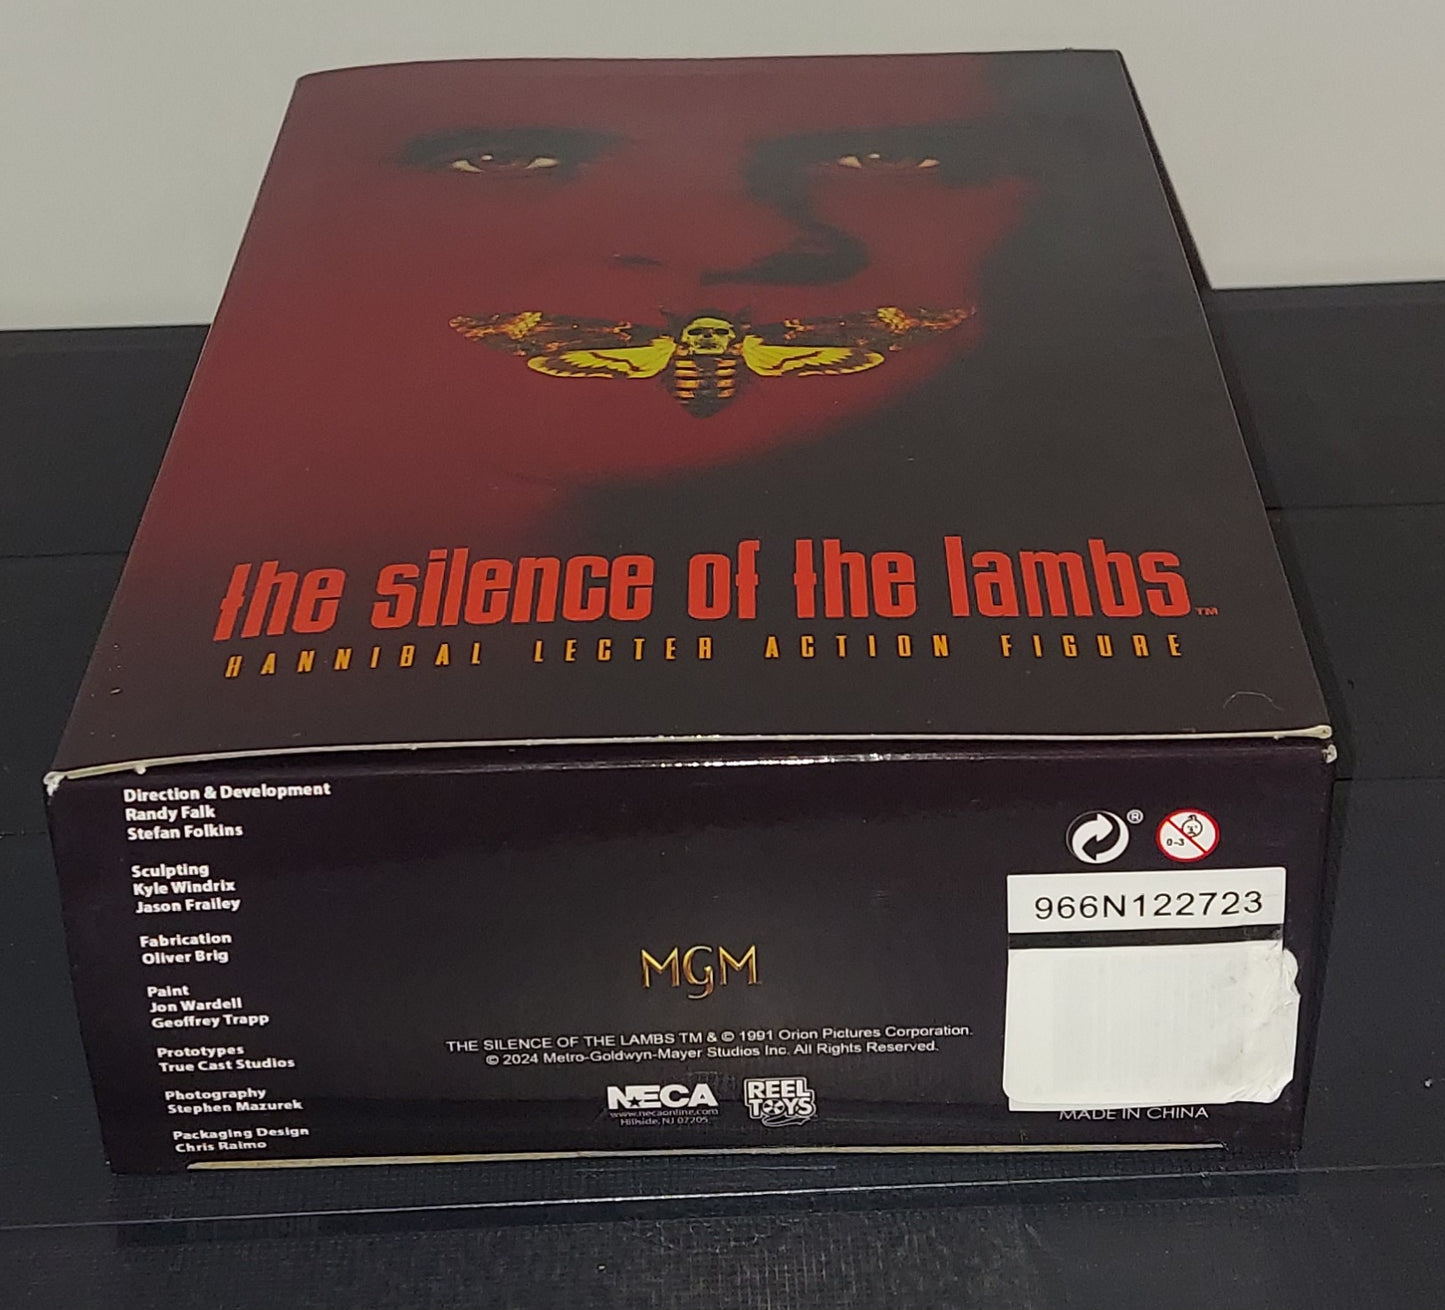 the silence of the lambs™
HANNIBAL LECTER ACTION FIGURE
Direction & Development
Randy Falk
Stefan Folkins
Sculpting
Kyle Windrix
Jason Frailey
Fabrication
Oliver Brig
Paint
Jon Wardell
Geoffrey Trapp
Prototypes
True Cast Studios
Photography
Stephen Mazurek
Packaging Design
Chris Raimo
MGM
THE SILENCE OF THE LAMBS TM & © 1991 Orion Pictures Corporation.
© 2024 Metro-Goldwyn-Mayer Studios Inc. All Rights Reserved.
NECA
www.necaonline.com
Hillside, NJ 07205
REEL
TOYS
®
0-3
966N122723
MADE IN CHINA